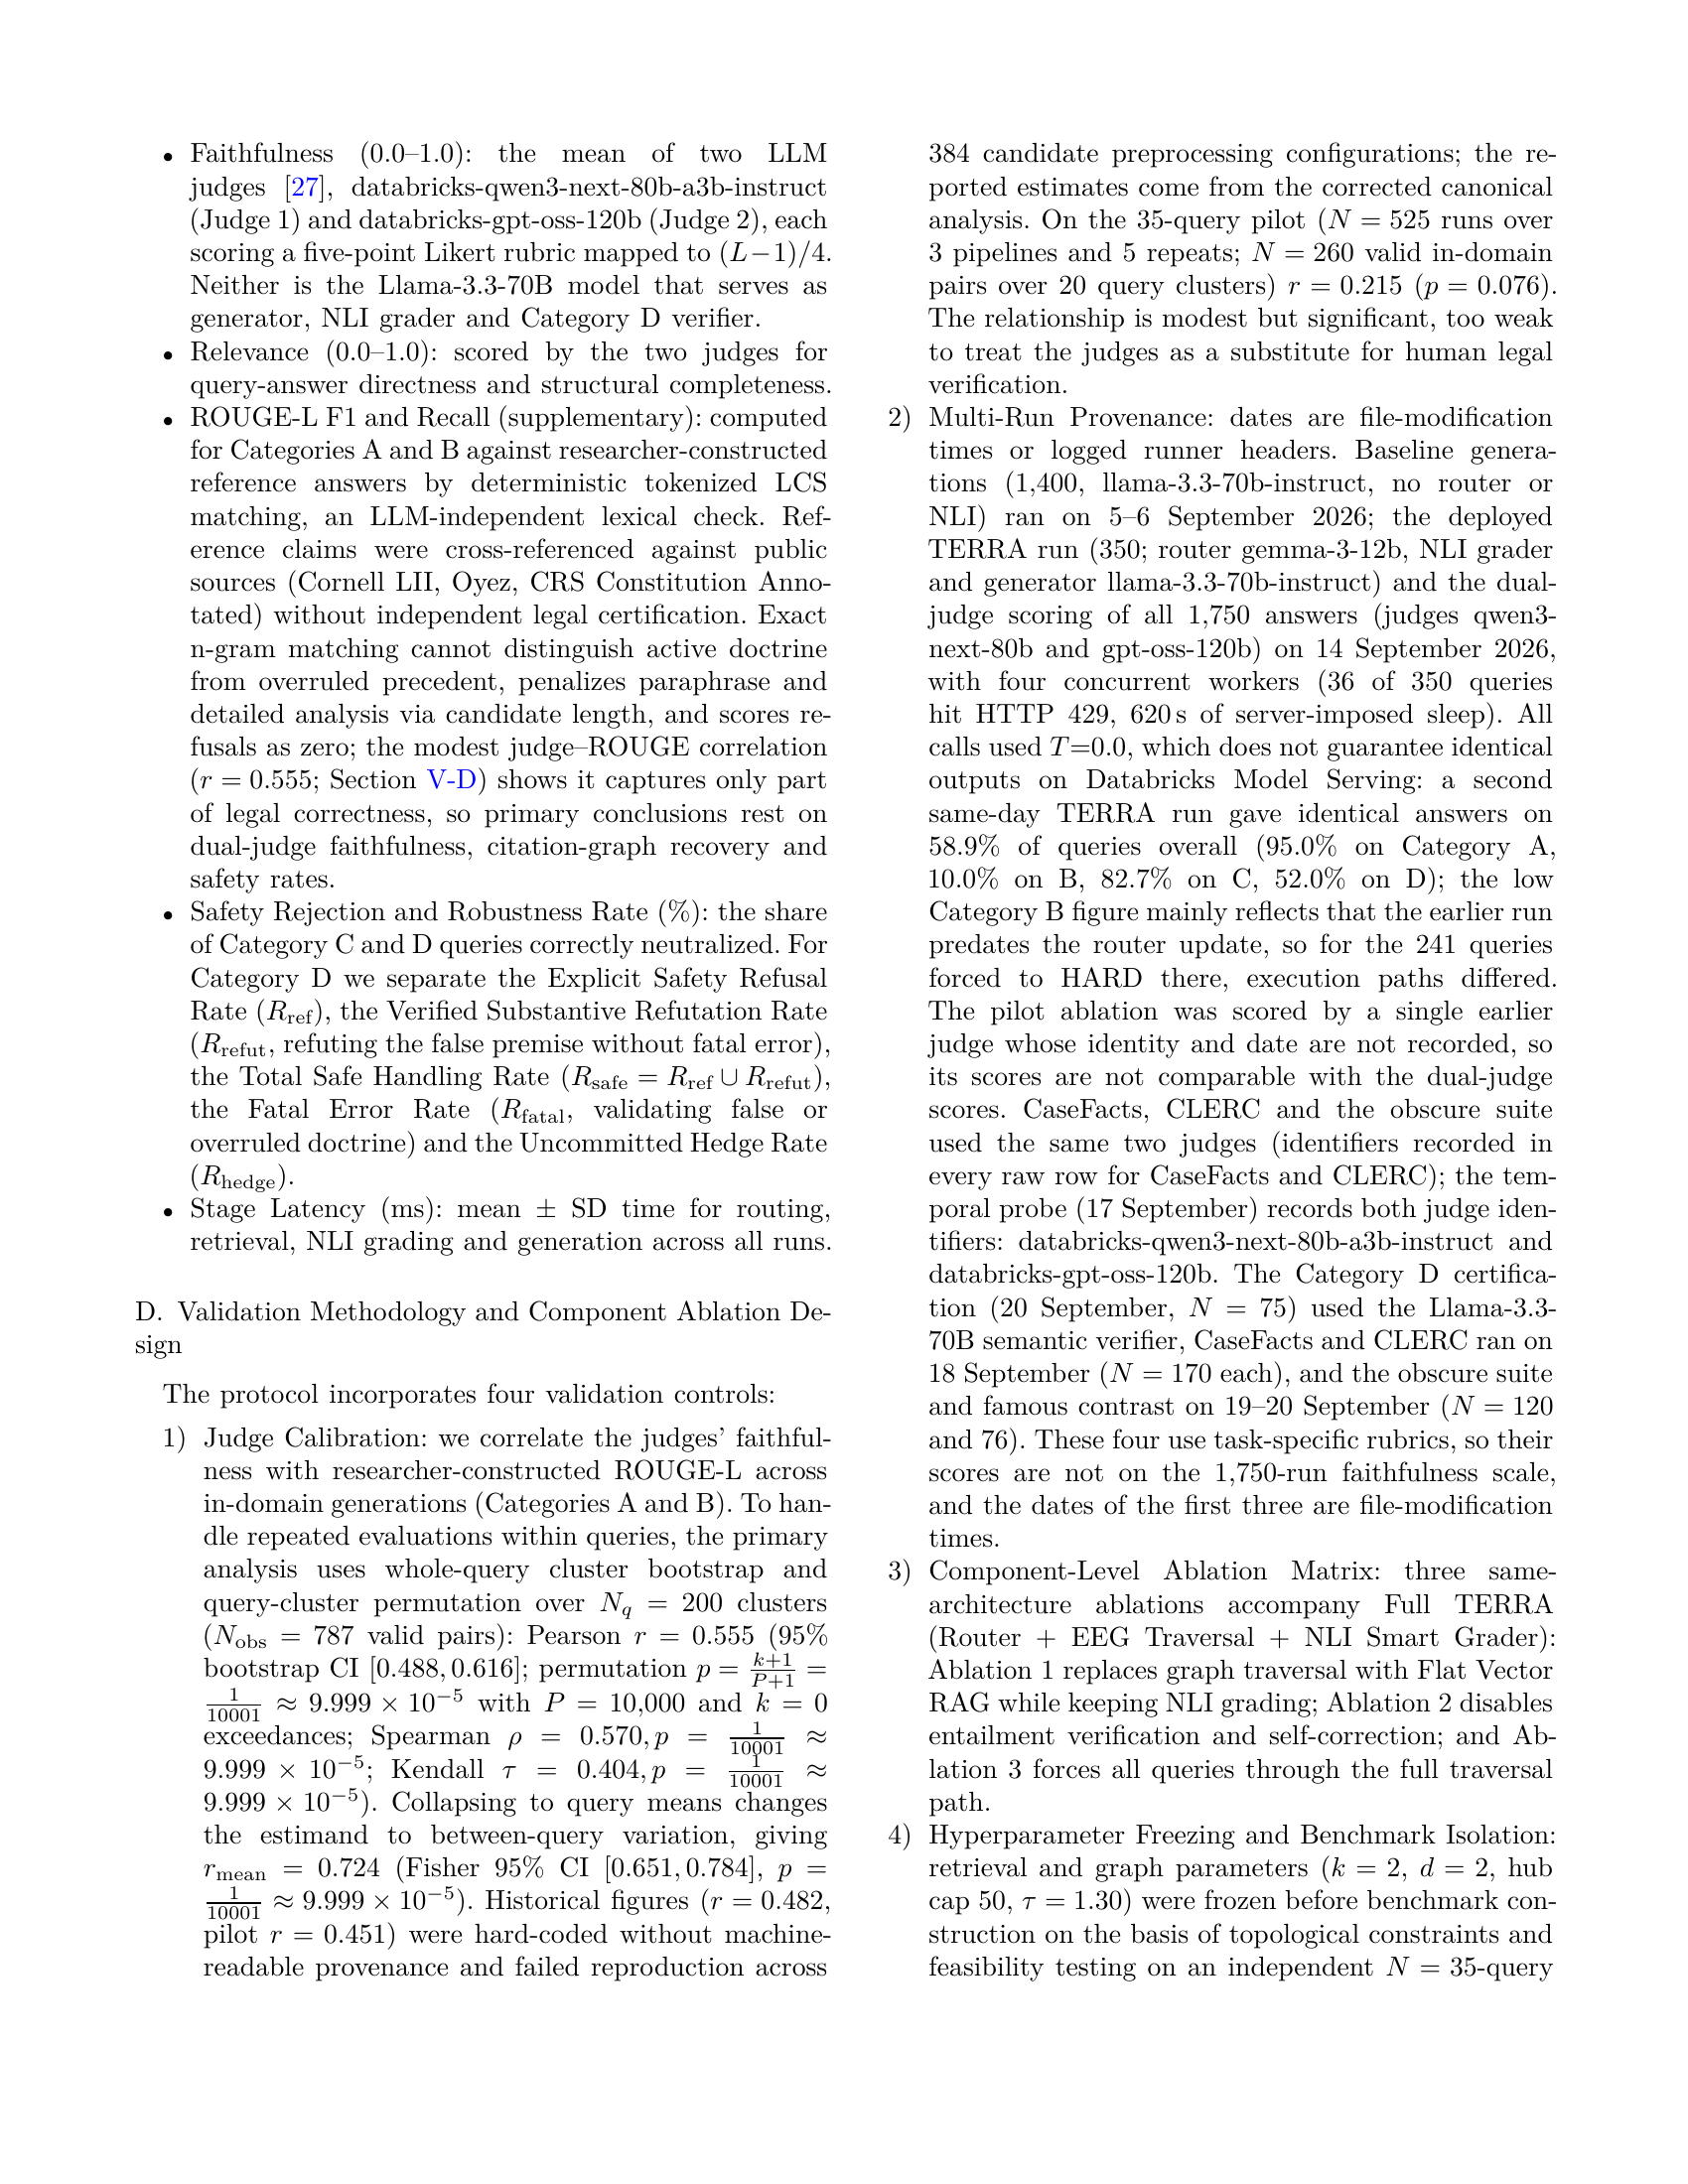 • Faithfulness (0.0–1.0): the mean of two LLM
judges [27], databricks-qwen3-next-80b-a3b-instruct
(Judge 1) and databricks-gpt-oss-120b (Judge 2), each
scoring a five-point Likert rubric mapped to (L−1)/4.
Neither is the Llama-3.3-70B model that serves as
generator, NLI grader and Category D verifier.
• Relevance (0.0–1.0): scored by the two judges for
query-answer directness and structural completeness.
• ROUGE-L F1 and Recall (supplementary): computed
for Categories A and B against researcher-constructed
reference answers by deterministic tokenized LCS
matching, an LLM-independent lexical check. Ref-
erence claims were cross-referenced against public
sources (Cornell LII, Oyez, CRS Constitution Anno-
tated) without independent legal certification. Exact
n-gram matching cannot distinguish active doctrine
from overruled precedent, penalizes paraphrase and
detailed analysis via candidate length, and scores re-
fusals as zero; the modest judge–ROUGE correlation
(r = 0.555; Section V-D) shows it captures only part
of legal correctness, so primary conclusions rest on
dual-judge faithfulness, citation-graph recovery and
safety rates.
• Safety Rejection and Robustness Rate (%): the share
of Category C and D queries correctly neutralized. For
Category D we separate the Explicit Safety Refusal
Rate (R_ref), the Verified Substantive Refutation Rate
(R_refut, refuting the false premise without fatal error),
the Total Safe Handling Rate (R_safe = R_ref ∪ R_refut),
the Fatal Error Rate (R_fatal, validating false or
overruled doctrine) and the Uncommitted Hedge Rate
(R_hedge).
• Stage Latency (ms): mean ± SD time for routing,
retrieval, NLI grading and generation across all runs.
D. Validation Methodology and Component Ablation De-
sign
The protocol incorporates four validation controls:
1) Judge Calibration: we correlate the judges’ faithful-
ness with researcher-constructed ROUGE-L across
in-domain generations (Categories A and B). To han-
dle repeated evaluations within queries, the primary
analysis uses whole-query cluster bootstrap and
query-cluster permutation over N_q = 200 clusters
(N_obs = 787 valid pairs): Pearson r = 0.555 (95%
bootstrap CI [0.488, 0.616]; permutation p = (k+1)/(P+1) =
1/10001 ≈ 9.999 × 10⁻⁵ with P = 10,000 and k = 0
exceedances; Spearman ρ = 0.570, p = 1/10001 ≈
9.999 × 10⁻⁵; Kendall τ = 0.404, p = 1/10001 ≈
9.999 × 10⁻⁵). Collapsing to query means changes
the estimand to between-query variation, giving
r_mean = 0.724 (Fisher 95% CI [0.651, 0.784], p =
1/10001 ≈ 9.999 × 10⁻⁵). Historical figures (r = 0.482,
pilot r = 0.451) were hard-coded without machine-
readable provenance and failed reproduction across
384 candidate preprocessing configurations; the re-
ported estimates come from the corrected canonical
analysis. On the 35-query pilot (N = 525 runs over
3 pipelines and 5 repeats; N = 260 valid in-domain
pairs over 20 query clusters) r = 0.215 (p = 0.076).
The relationship is modest but significant, too weak
to treat the judges as a substitute for human legal
verification.
2) Multi-Run Provenance: dates are file-modification
times or logged runner headers. Baseline genera-
tions (1,400, llama-3.3-70b-instruct, no router or
NLI) ran on 5–6 September 2026; the deployed
TERRA run (350; router gemma-3-12b, NLI grader
and generator llama-3.3-70b-instruct) and the dual-
judge scoring of all 1,750 answers (judges qwen3-
next-80b and gpt-oss-120b) on 14 September 2026,
with four concurrent workers (36 of 350 queries
hit HTTP 429, 620 s of server-imposed sleep). All
calls used T=0.0, which does not guarantee identical
outputs on Databricks Model Serving: a second
same-day TERRA run gave identical answers on
58.9% of queries overall (95.0% on Category A,
10.0% on B, 82.7% on C, 52.0% on D); the low
Category B figure mainly reflects that the earlier run
predates the router update, so for the 241 queries
forced to HARD there, execution paths differed.
The pilot ablation was scored by a single earlier
judge whose identity and date are not recorded, so
its scores are not comparable with the dual-judge
scores. CaseFacts, CLERC and the obscure suite
used the same two judges (identifiers recorded in
every raw row for CaseFacts and CLERC); the tem-
poral probe (17 September) records both judge iden-
tifiers: databricks-qwen3-next-80b-a3b-instruct and
databricks-gpt-oss-120b. The Category D certifica-
tion (20 September, N = 75) used the Llama-3.3-
70B semantic verifier, CaseFacts and CLERC ran on
18 September (N = 170 each), and the obscure suite
and famous contrast on 19–20 September (N = 120
and 76). These four use task-specific rubrics, so their
scores are not on the 1,750-run faithfulness scale,
and the dates of the first three are file-modification
times.
3) Component-Level Ablation Matrix: three same-
architecture ablations accompany Full TERRA
(Router + EEG Traversal + NLI Smart Grader):
Ablation 1 replaces graph traversal with Flat Vector
RAG while keeping NLI grading; Ablation 2 disables
entailment verification and self-correction; and Ab-
lation 3 forces all queries through the full traversal
path.
4) Hyperparameter Freezing and Benchmark Isolation:
retrieval and graph parameters (k = 2, d = 2, hub
cap 50, τ = 1.30) were frozen before benchmark con-
struction on the basis of topological constraints and
feasibility testing on an independent N = 35-query